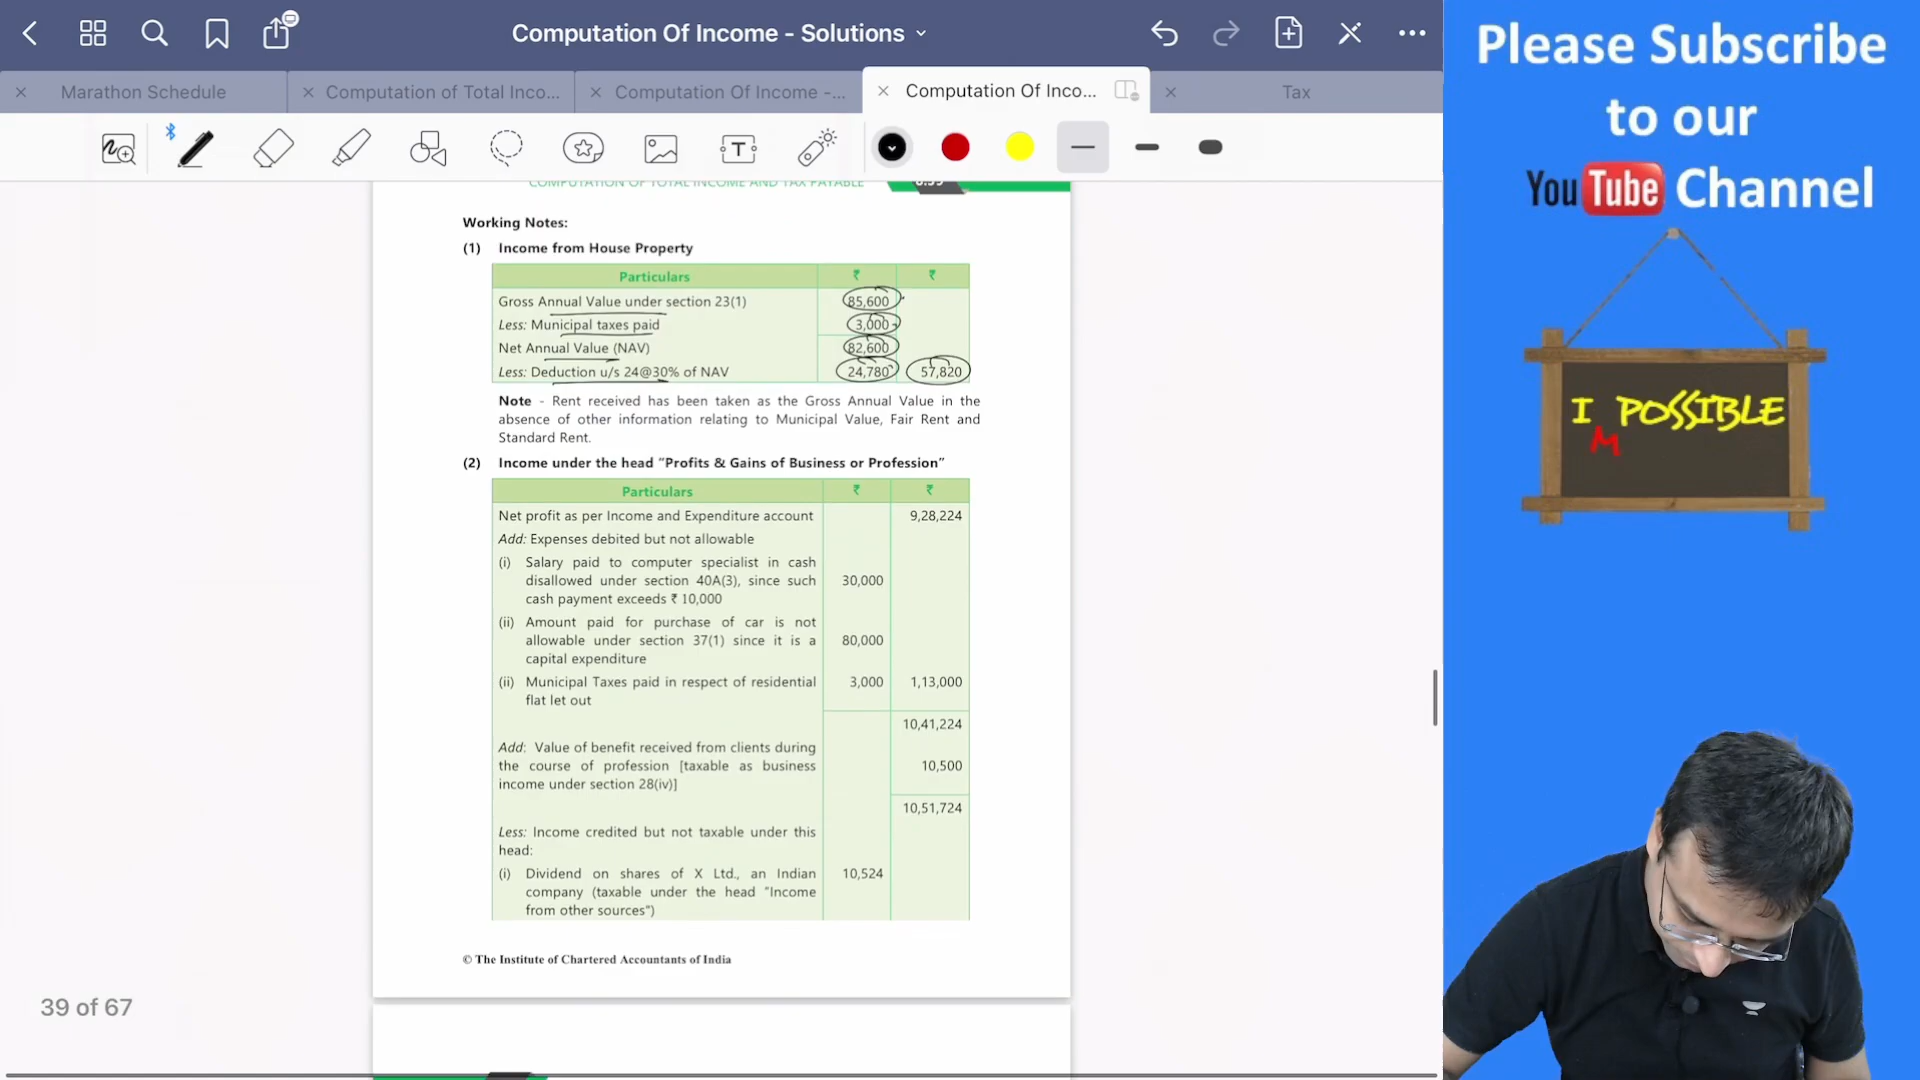 Computation Of Income - Solutions
Marathon Schedule
Computation of Total Inco...
Computation Of Income -...
Computation Of Inco...
Tax
T
COMPUTATION OF TOTAL INCOME AND TAX PAYABLE
Working Notes:
(1) Income from House Property
Particulars ₹ ₹
Gross Annual Value under section 23(1) 85,600
Less: Municipal taxes paid 3,000
Net Annual Value (NAV) 82,600
Less: Deduction u/s 24@30% of NAV 24,780 57,820
Note - Rent received has been taken as the Gross Annual Value in the
absence of other information relating to Municipal Value, Fair Rent and
Standard Rent.
(2) Income under the head “Profits & Gains of Business or Profession”
Particulars ₹ ₹
Net profit as per Income and Expenditure account 9,28,224
Add: Expenses debited but not allowable
(i) Salary paid to computer specialist in cash
disallowed under section 40A(3), since such 30,000
cash payment exceeds ₹ 10,000
(ii) Amount paid for purchase of car is not
allowable under section 37(1) since it is a 80,000
capital expenditure
(ii) Municipal Taxes paid in respect of residential 3,000 1,13,000
flat let out
10,41,224
Add: Value of benefit received from clients during
the course of profession [taxable as business 10,500
income under section 28(iv)]
10,51,724
Less: Income credited but not taxable under this
head:
(i) Dividend on shares of X Ltd., an Indian 10,524
company (taxable under the head “Income
from other sources”)
© The Institute of Chartered Accountants of India
39 of 67
Please Subscribe
to our
YouTube Channel
I POSSIBLE
M